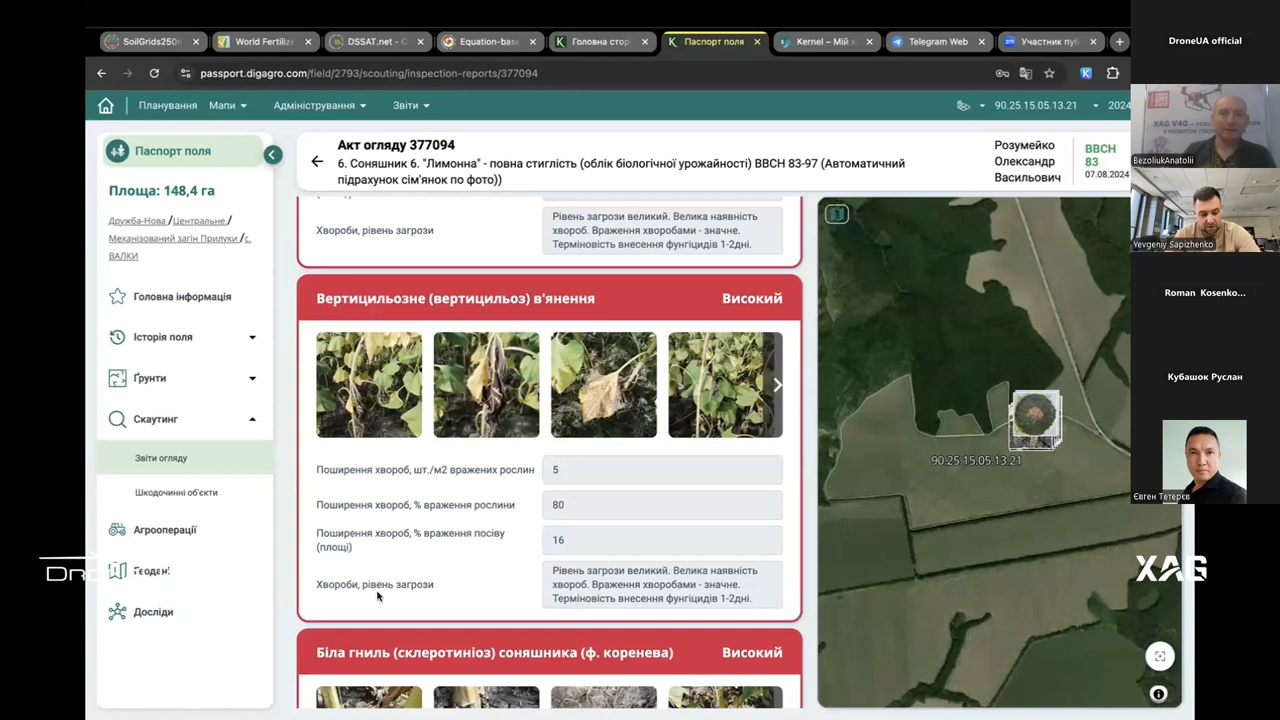 SoilGrids250m
World Fertilize
DSSAT.net - O
Equation-base
Головна стор
Паспорт поля
Kernel – Мій к
Telegram Web
Участник пуб
passport.digagro.com/field/2793/scouting/inspection-reports/377094
Планування
Мапи
Адміністрування
Звіти
90.25.15.05.13.21
2024
Паспорт поля
Площа: 148,4 га
Дружба-Нова /Центральне /
Механізований загін Прилуки /с.
ВАЛКИ
Головна інформація
Історія поля
Ґрунти
Скаутинг
Звіти огляду
Шкодочинні об'єкти
Агрооперації
Геодані
Досліди
Акт огляду 377094
6. Соняшник 6. "Лимонна" - повна стиглість (облік біологічної урожайності) BBCH 83-97 (Автоматичний
підрахунок сім'янок по фото))
Розумейко
Олександр
Васильович
BBCH
83
07.08.2024
Хвороби, рівень загрози
Рівень загрози великий. Велика наявність
хвороб. Враження хворобами - значне.
Терміновість внесення фунгіцидів 1-2дні.
Вертицильозне (вертицильоз) в'янення
Високий
Поширення хвороб, шт./м2 вражених рослин
5
Поширення хвороб, % враження рослини
80
Поширення хвороб, % враження посіву
(площі)
16
Хвороби, рівень загрози
Рівень загрози великий. Велика наявність
хвороб. Враження хворобами - значне.
Терміновість внесення фунгіцидів 1-2дні.
Біла гниль (склеротиніоз) соняшника (ф. коренева)
Високий
90.25.15.05.13.21
DroneUA official
XAG V40
BezoliukAnatolii
Yevgeniy Sapizhenko
Roman Kosenko...
Кубашок Руслан
Євген Тетерєв
XAG